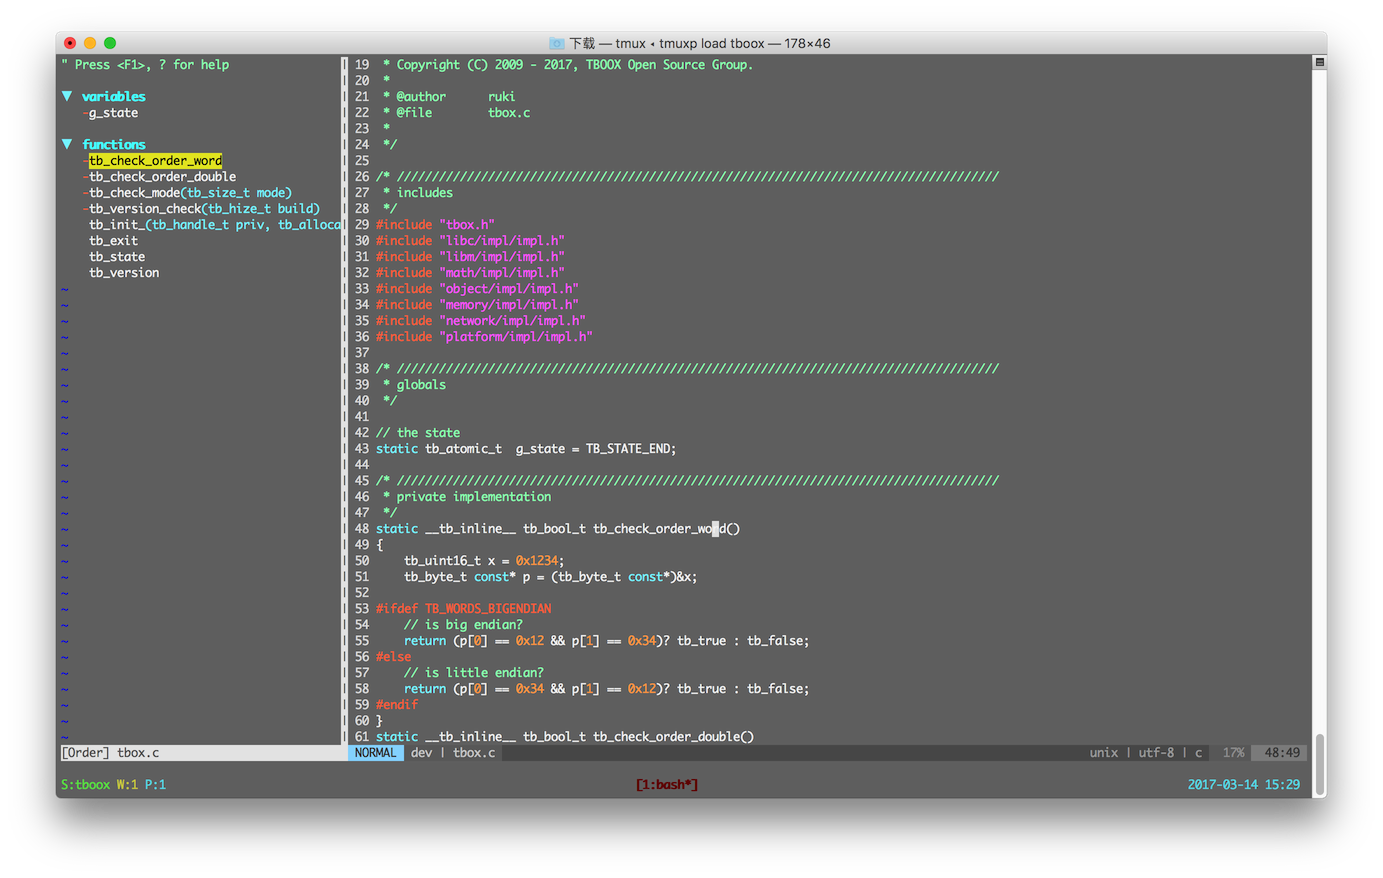 下载 — tmux ◂ tmuxp load tboox — 178×46
" Press <F1>, ? for help
▼ variables
-g_state
▼ functions
-tb_check_order_word
-tb_check_order_double
-tb_check_mode(tb_size_t mode)
-tb_version_check(tb_hize_t build)
tb_init_(tb_handle_t priv, tb_alloca
tb_exit
tb_state
tb_version
[Order] tbox.c
19 * Copyright (C) 2009 - 2017, TBOOX Open Source Group.
20 *
21 * @author ruki
22 * @file tbox.c
23 *
24 */
25
26 /* //////////////////////////////////////////////////////////////////////////////////////
27 * includes
28 */
29 #include "tbox.h"
30 #include "libc/impl/impl.h"
31 #include "libm/impl/impl.h"
32 #include "math/impl/impl.h"
33 #include "object/impl/impl.h"
34 #include "memory/impl/impl.h"
35 #include "network/impl/impl.h"
36 #include "platform/impl/impl.h"
37
38 /* //////////////////////////////////////////////////////////////////////////////////////
39 * globals
40 */
41
42 // the state
43 static tb_atomic_t g_state = TB_STATE_END;
44
45 /* //////////////////////////////////////////////////////////////////////////////////////
46 * private implementation
47 */
48 static __tb_inline__ tb_bool_t tb_check_order_word()
49 {
50 tb_uint16_t x = 0x1234;
51 tb_byte_t const* p = (tb_byte_t const*)&x;
52
53 #ifdef TB_WORDS_BIGENDIAN
54 // is big endian?
55 return (p[0] == 0x12 && p[1] == 0x34)? tb_true : tb_false;
56 #else
57 // is little endian?
58 return (p[0] == 0x34 && p[1] == 0x12)? tb_true : tb_false;
59 #endif
60 }
61 static __tb_inline__ tb_bool_t tb_check_order_double()
NORMAL dev | tbox.c unix | utf-8 | c 17% 48:49
S:tboox W:1 P:1 [1:bash*] 2017-03-14 15:29